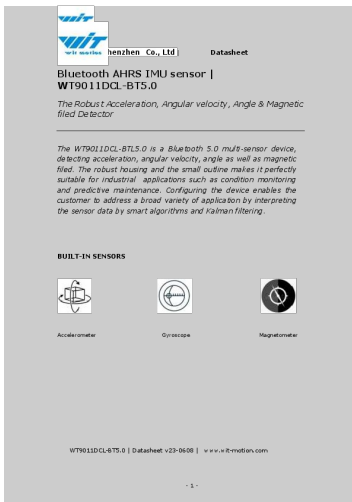 WIT
WIT
wit motion
henzhen Co., Ltd | Datasheet
Bluetooth AHRS IMU sensor |
WT9011DCL-BT5.0
The Robust Acceleration, Angular velocity, Angle & Magnetic
filed Detector
The WT9011DCL-BTL5.0 is a Bluetooth 5.0 multi-sensor device,
detecting acceleration, angular velocity, angle as well as magnetic
filed. The robust housing and the small outline makes it perfectly
suitable for industrial applications such as condition monitoring
and predictive maintenance. Configuring the device enables the
customer to address a broad variety of application by interpreting
the sensor data by smart algorithms and Kalman filtering.
BUILT-IN SENSORS
Accelerometer Gyroscope Magnetometer
WT9011DCL-BT5.0 | Datasheet v23-0608 | www.wit-motion.com
- 1 -